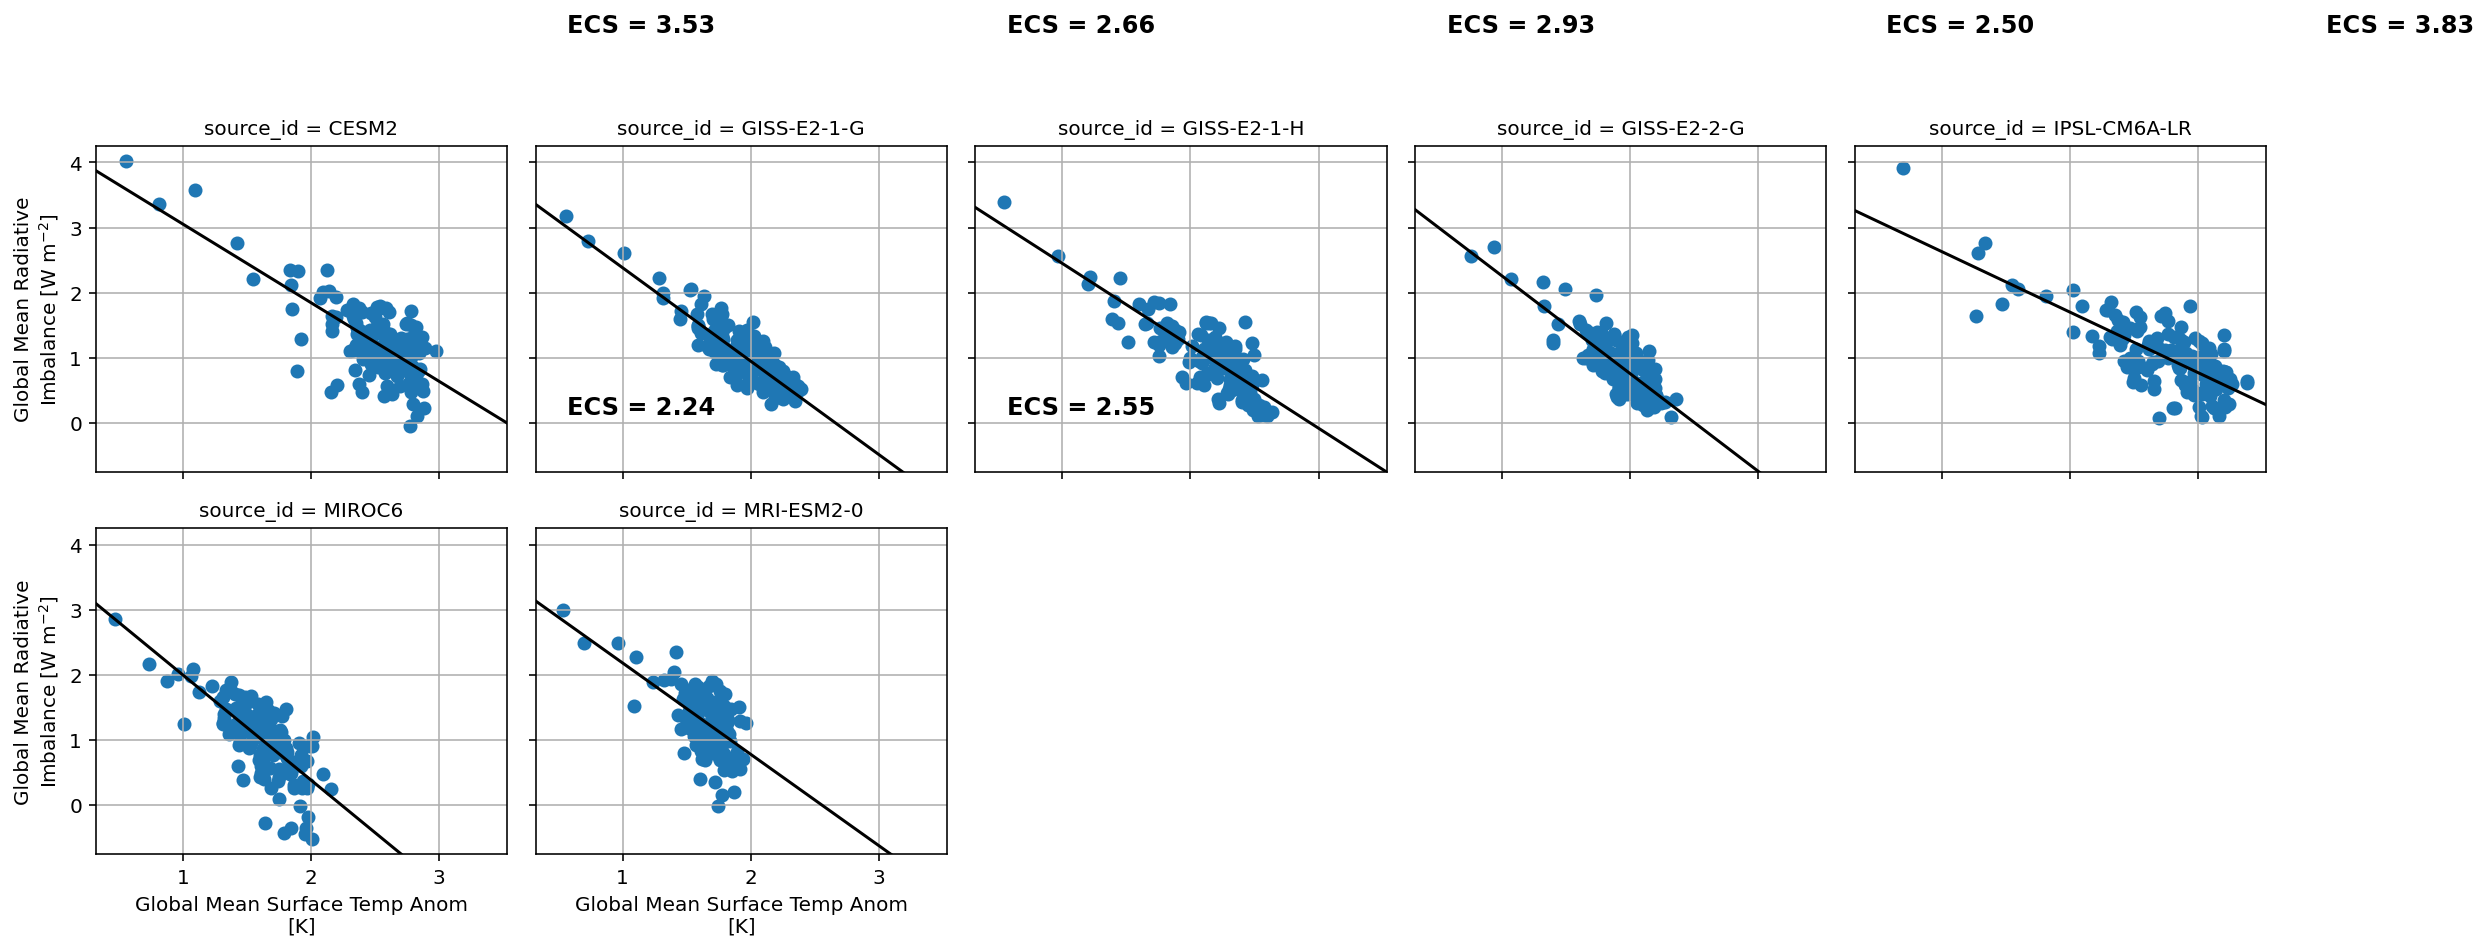 ECS = 3.53
ECS = 2.66
ECS = 2.93
ECS = 2.50
ECS = 3.83
source_id = CESM2
source_id = GISS-E2-1-G
source_id = GISS-E2-1-H
source_id = GISS-E2-2-G
source_id = IPSL-CM6A-LR
Global Mean Radiative
Imbalance [W m⁻²]
4
3
2
1
0
ECS = 2.24
ECS = 2.55
source_id = MIROC6
source_id = MRI-ESM2-0
Global Mean Radiative
Imbalance [W m⁻²]
4
3
2
1
0
1 2 3
1 2 3
Global Mean Surface Temp Anom
[K]
Global Mean Surface Temp Anom
[K]